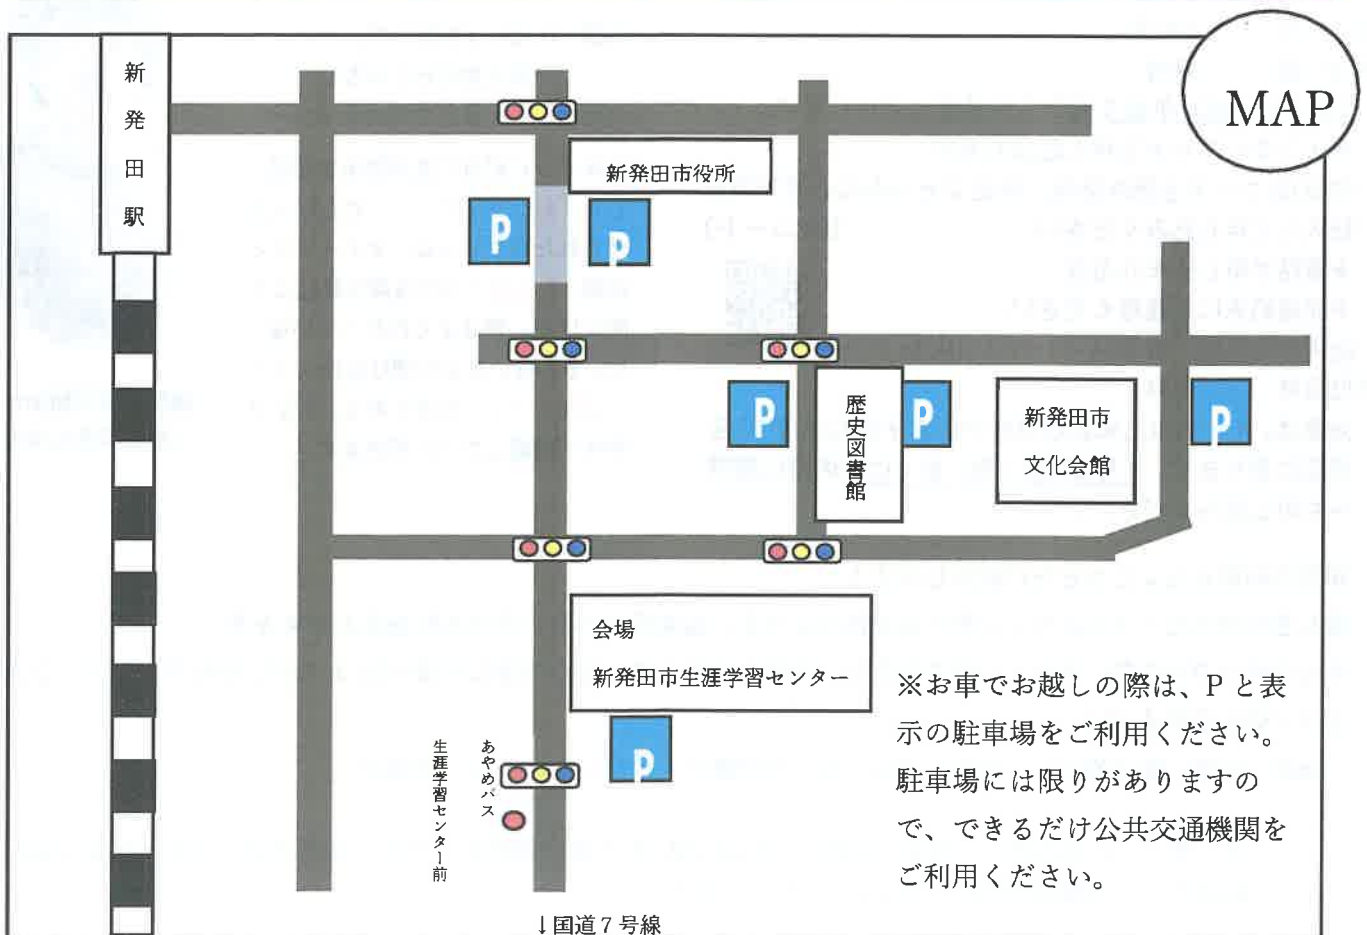 MAP
新発田駅
新発田市役所
P
P
P
歴史図書館
P
新発田市
文化会館
P
会場
新発田市生涯学習センター
P
あやめバス
生涯学習センター前
※お車でお越しの際は、Pと表
示の駐車場をご利用ください。
駐車場には限りがありますの
で、できるだけ公共交通機関を
ご利用ください。
↓国道7号線